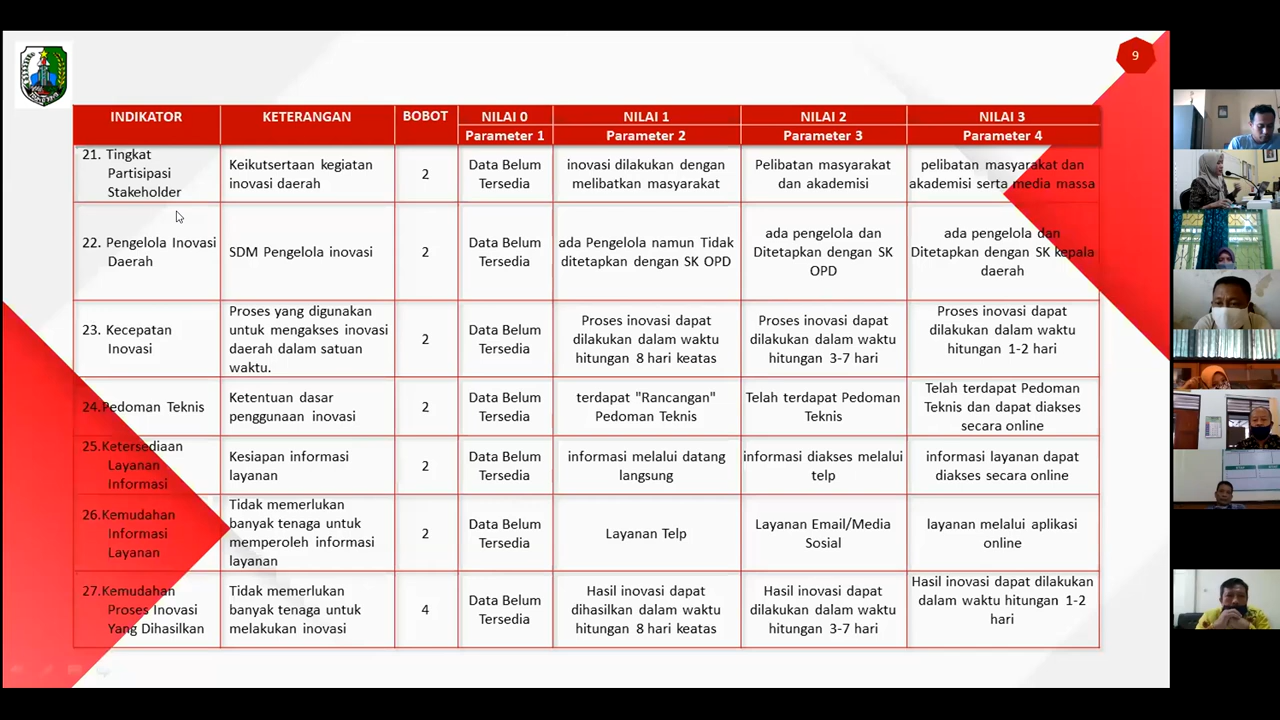 9
INDIKATOR
KETERANGAN
BOBOT
NILAI 0
NILAI 1
NILAI 2
NILAI 3
Parameter 1
Parameter 2
Parameter 3
Parameter 4
21. Tingkat
Partisipasi
Stakeholder
Keikutsertaan kegiatan
inovasi daerah
2
Data Belum
Tersedia
inovasi dilakukan dengan
melibatkan masyarakat
Pelibatan masyarakat
dan akademisi
pelibatan masyarakat dan
akademisi serta media massa
22. Pengelola Inovasi
Daerah
SDM Pengelola inovasi
2
Data Belum
Tersedia
ada Pengelola namun Tidak
ditetapkan dengan SK OPD
ada pengelola dan
Ditetapkan dengan SK
OPD
ada pengelola dan
Ditetapkan dengan SK kepala
daerah
23. Kecepatan
Inovasi
Proses yang digunakan
untuk mengakses inovasi
daerah dalam satuan
waktu.
2
Data Belum
Tersedia
Proses inovasi dapat
dilakukan dalam waktu
hitungan 8 hari keatas
Proses inovasi dapat
dilakukan dalam waktu
hitungan 3-7 hari
Proses inovasi dapat
dilakukan dalam waktu
hitungan 1-2 hari
24.Pedoman Teknis
Ketentuan dasar
penggunaan inovasi
2
Data Belum
Tersedia
terdapat "Rancangan"
Pedoman Teknis
Telah terdapat Pedoman
Teknis
Telah terdapat Pedoman
Teknis dan dapat diakses
secara online
25.Ketersediaan
Layanan
Informasi
Kesiapan informasi
layanan
2
Data Belum
Tersedia
informasi melalui datang
langsung
informasi diakses melalui
telp
informasi layanan dapat
diakses secara online
26.Kemudahan
Informasi
Layanan
Tidak memerlukan
banyak tenaga untuk
memperoleh informasi
layanan
2
Data Belum
Tersedia
Layanan Telp
Layanan Email/Media
Sosial
layanan melalui aplikasi
online
27.Kemudahan
Proses Inovasi
Yang Dihasilkan
Tidak memerlukan
banyak tenaga untuk
melakukan inovasi
4
Data Belum
Tersedia
Hasil inovasi dapat
dihasilkan dalam waktu
hitungan 8 hari keatas
Hasil inovasi dapat
dilakukan dalam waktu
hitungan 3-7 hari
Hasil inovasi dapat dilakukan
dalam waktu hitungan 1-2
hari